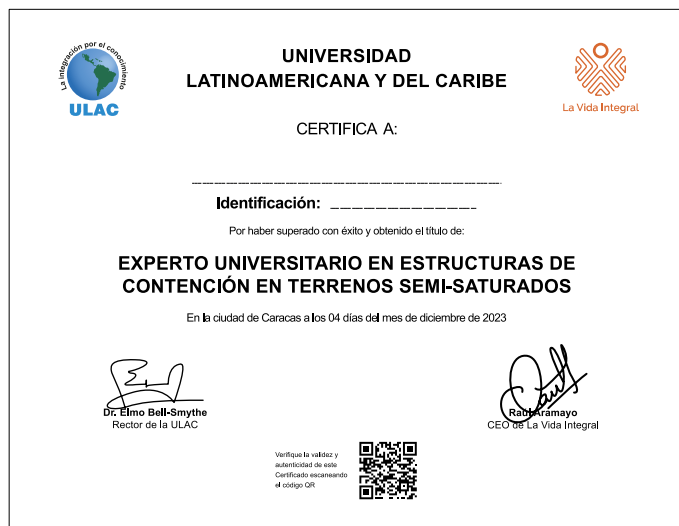 La integración por el conocimiento
ULAC
UNIVERSIDAD
LATINOAMERICANA Y DEL CARIBE
La Vida Integral
CERTIFICA A:
Identificación:
Por haber superado con éxito y obtenido el título de:
EXPERTO UNIVERSITARIO EN ESTRUCTURAS DE
CONTENCIÓN EN TERRENOS SEMI-SATURADOS
En la ciudad de Caracas a los 04 días del mes de diciembre de 2023
Dr. Elmo Bell-Smythe
Rector de la ULAC
Raúl Aramayo
CEO de La Vida Integral
Verifique la validez y
autenticidad de este
Certificado escaneando
el código QR